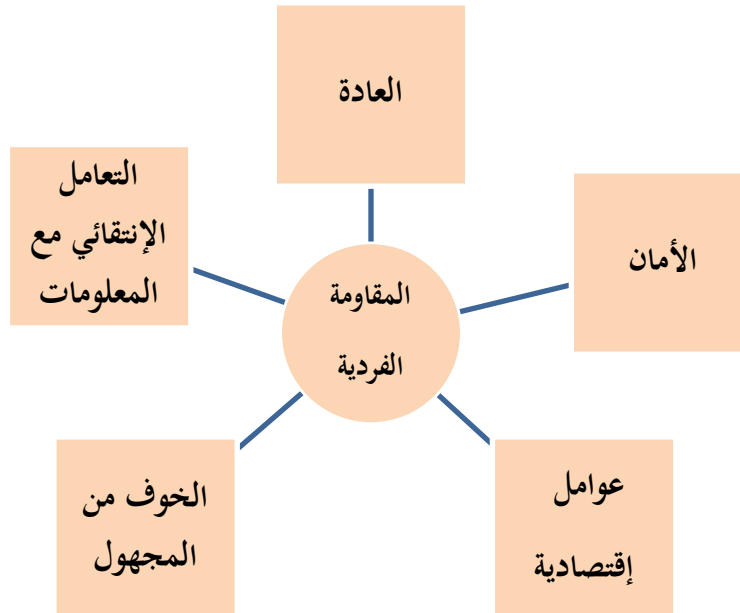 العادة
الأمان
التعامل
الإنتقائي مع
المعلومات
المقاومة
الفردية
عوامل
إقتصادية
الخوف من
المجهول